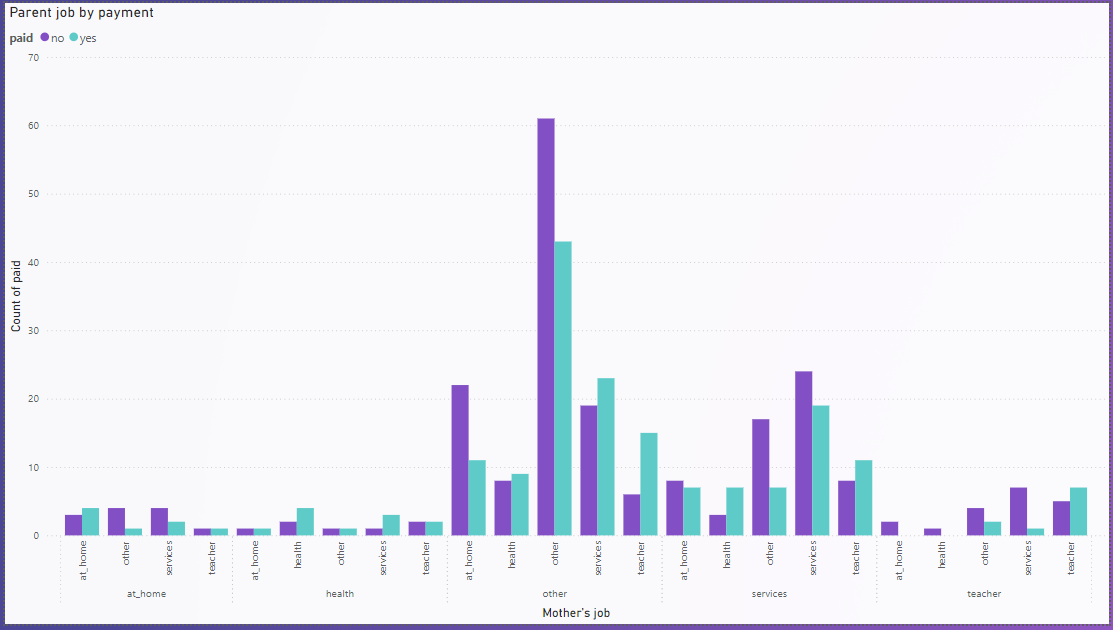 Parent job by payment
paid no yes
70
60
50
40
30
20
10
0
Count of paid
at_home other services teacher at_home health other services teacher at_home health other services teacher at_home health other services teacher at_home health other services teacher
at_home health other services teacher
Mother's job